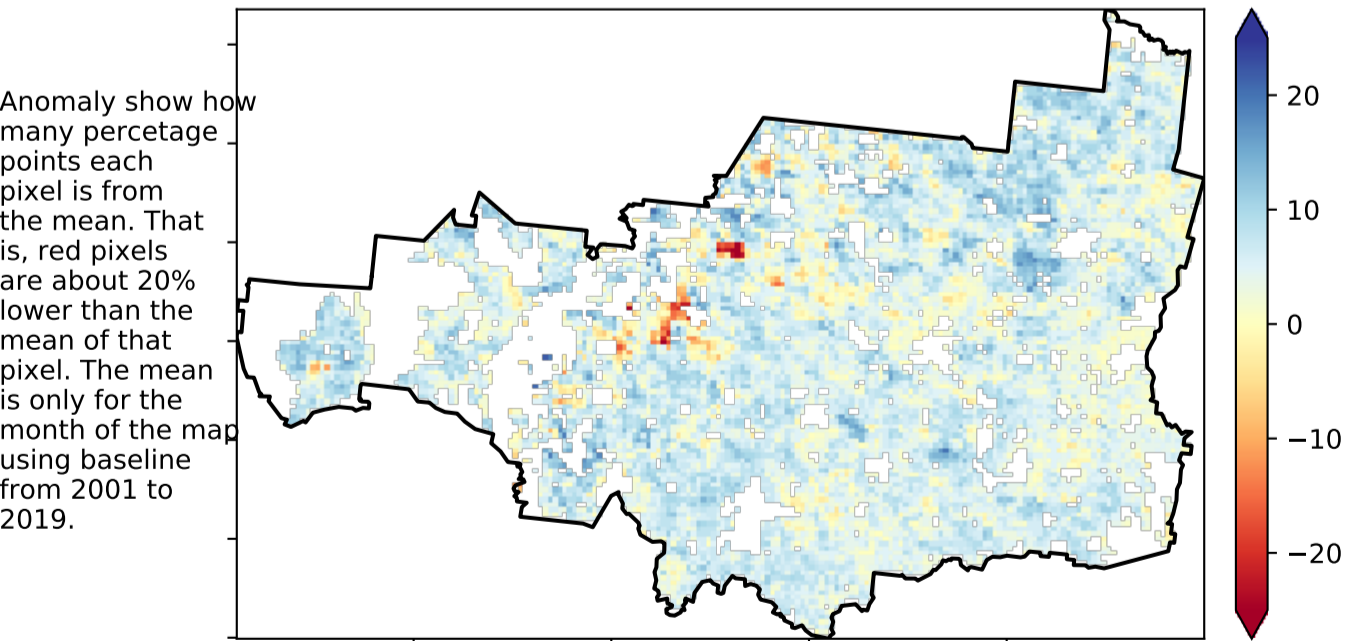 Anomaly show how
many percetage
points each
pixel is from
the mean. That
is, red pixels
are about 20%
lower than the
mean of that
pixel. The mean
is only for the
month of the map
using baseline
from 2001 to
2019.
20
10
0
−10
−20